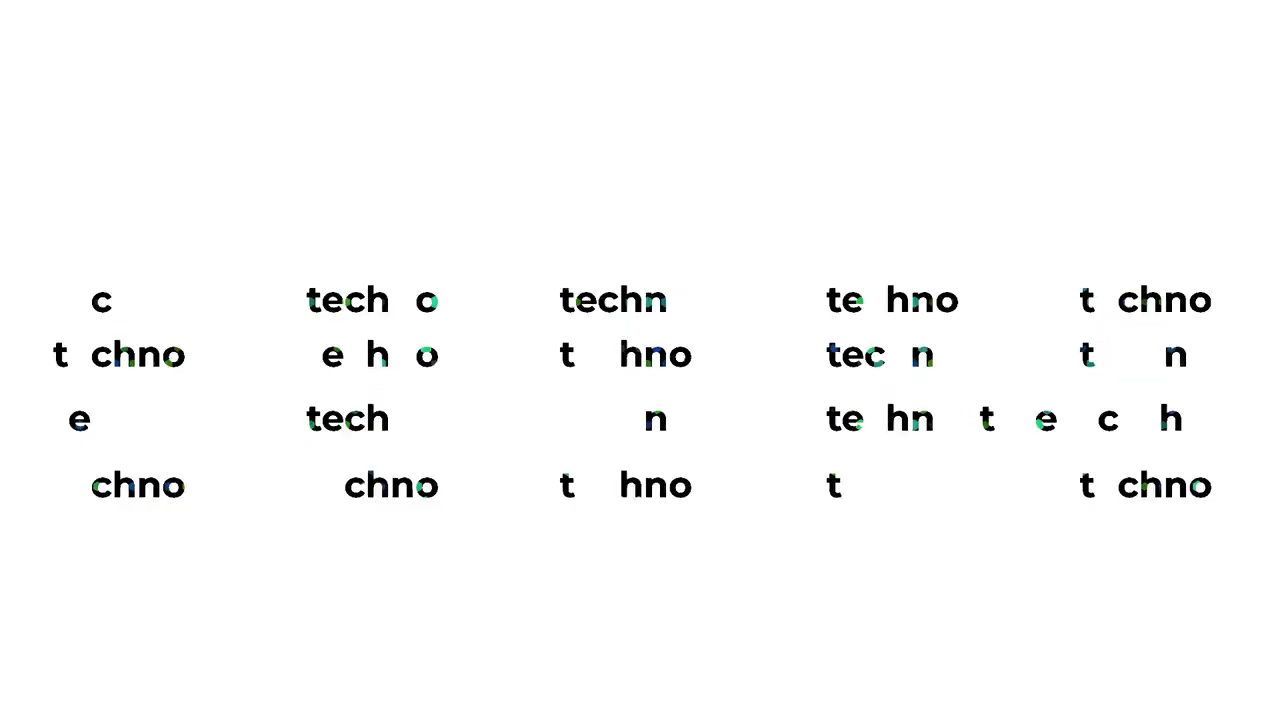 c tech o techn te hno t chno
t chno e h o t hno tec n t n
e tech n te hn t e c h
chno chno t hno t t chno